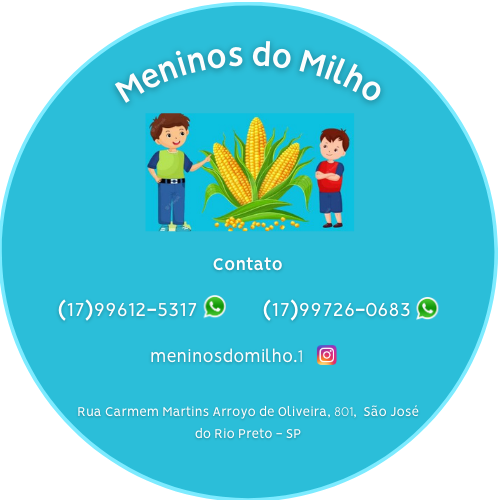 Meninos do Milho
Contato
(17)99612-5317 (17)99726-0683
meninosdomilho.1
Rua Carmem Martins Arroyo de Oliveira, 801, São José
do Rio Preto - SP